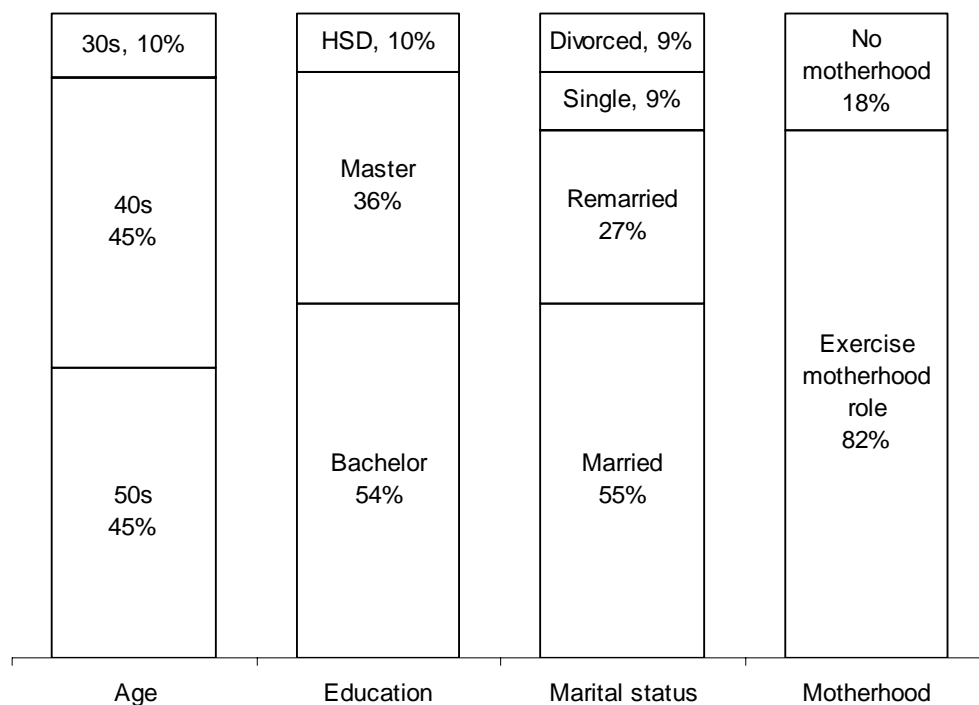 30s, 10%
40s
45%
50s
45%
HSD, 10%
Master
36%
Bachelor
54%
Divorced, 9%
Single, 9%
Remarried
27%
Married
55%
No
motherhood
18%
Exercise
motherhood
role
82%
Age
Education
Marital status
Motherhood